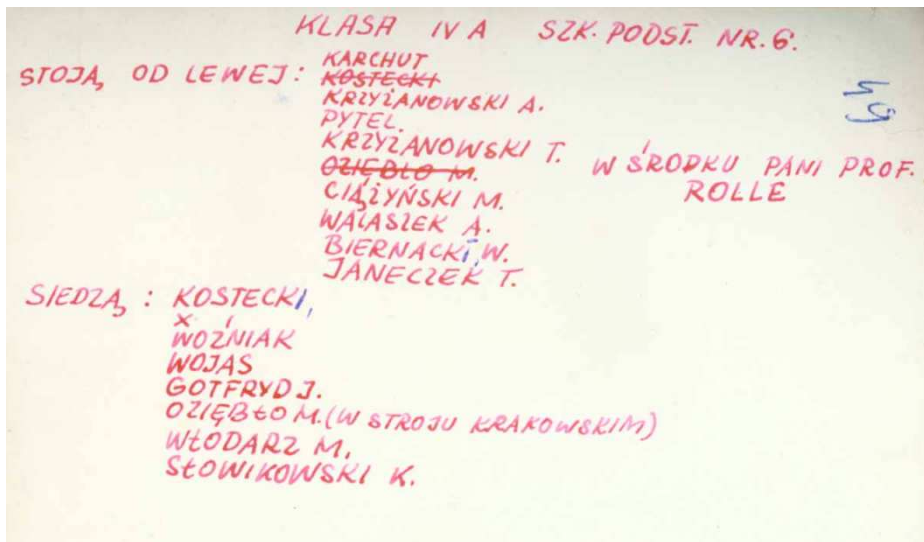 KLASA IV A SZK. PODST. NR. 6.
49
STOJĄ OD LEWEJ: KARCHUT
KOSTECKI
KRZYŻANOWSKI A.
PYTEL.
KRZYŻANOWSKI T.
OZIĘBŁO M.
CIĄŻYŃSKI M.
WALASZEK A.
BIERNACKI, W.
JANECZEK T.
W ŚRODKU PANI PROF.
ROLLE
SIEDZĄ : KOSTECKI,
X
WOŹNIAK
WOJAS
GOTFRYD J.
OZIĘBŁO M. (W STROJU KRAKOWSKIM)
WŁODARZ M.
SŁOWIKOWSKI K.